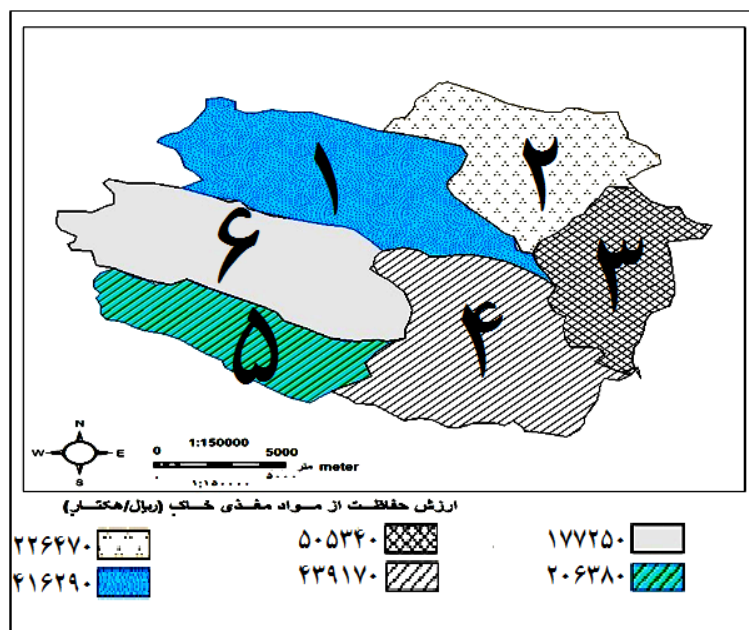 ۱
۲
۳
۴
۵
۶
N
W E
S
1:150000
0 5000 متر meter
۱:۱۵۰۰۰۰ ۵۰۰۰
ارزش حفاظت از مواد مغذی خاک (ریال/هکتار)
۲۲۶۴۷۰ ۵۰۵۳۴۰ ۱۷۷۲۵۰
۴۱۶۲۹۰ ۴۳۹۱۷۰ ۲۰۶۳۸۰